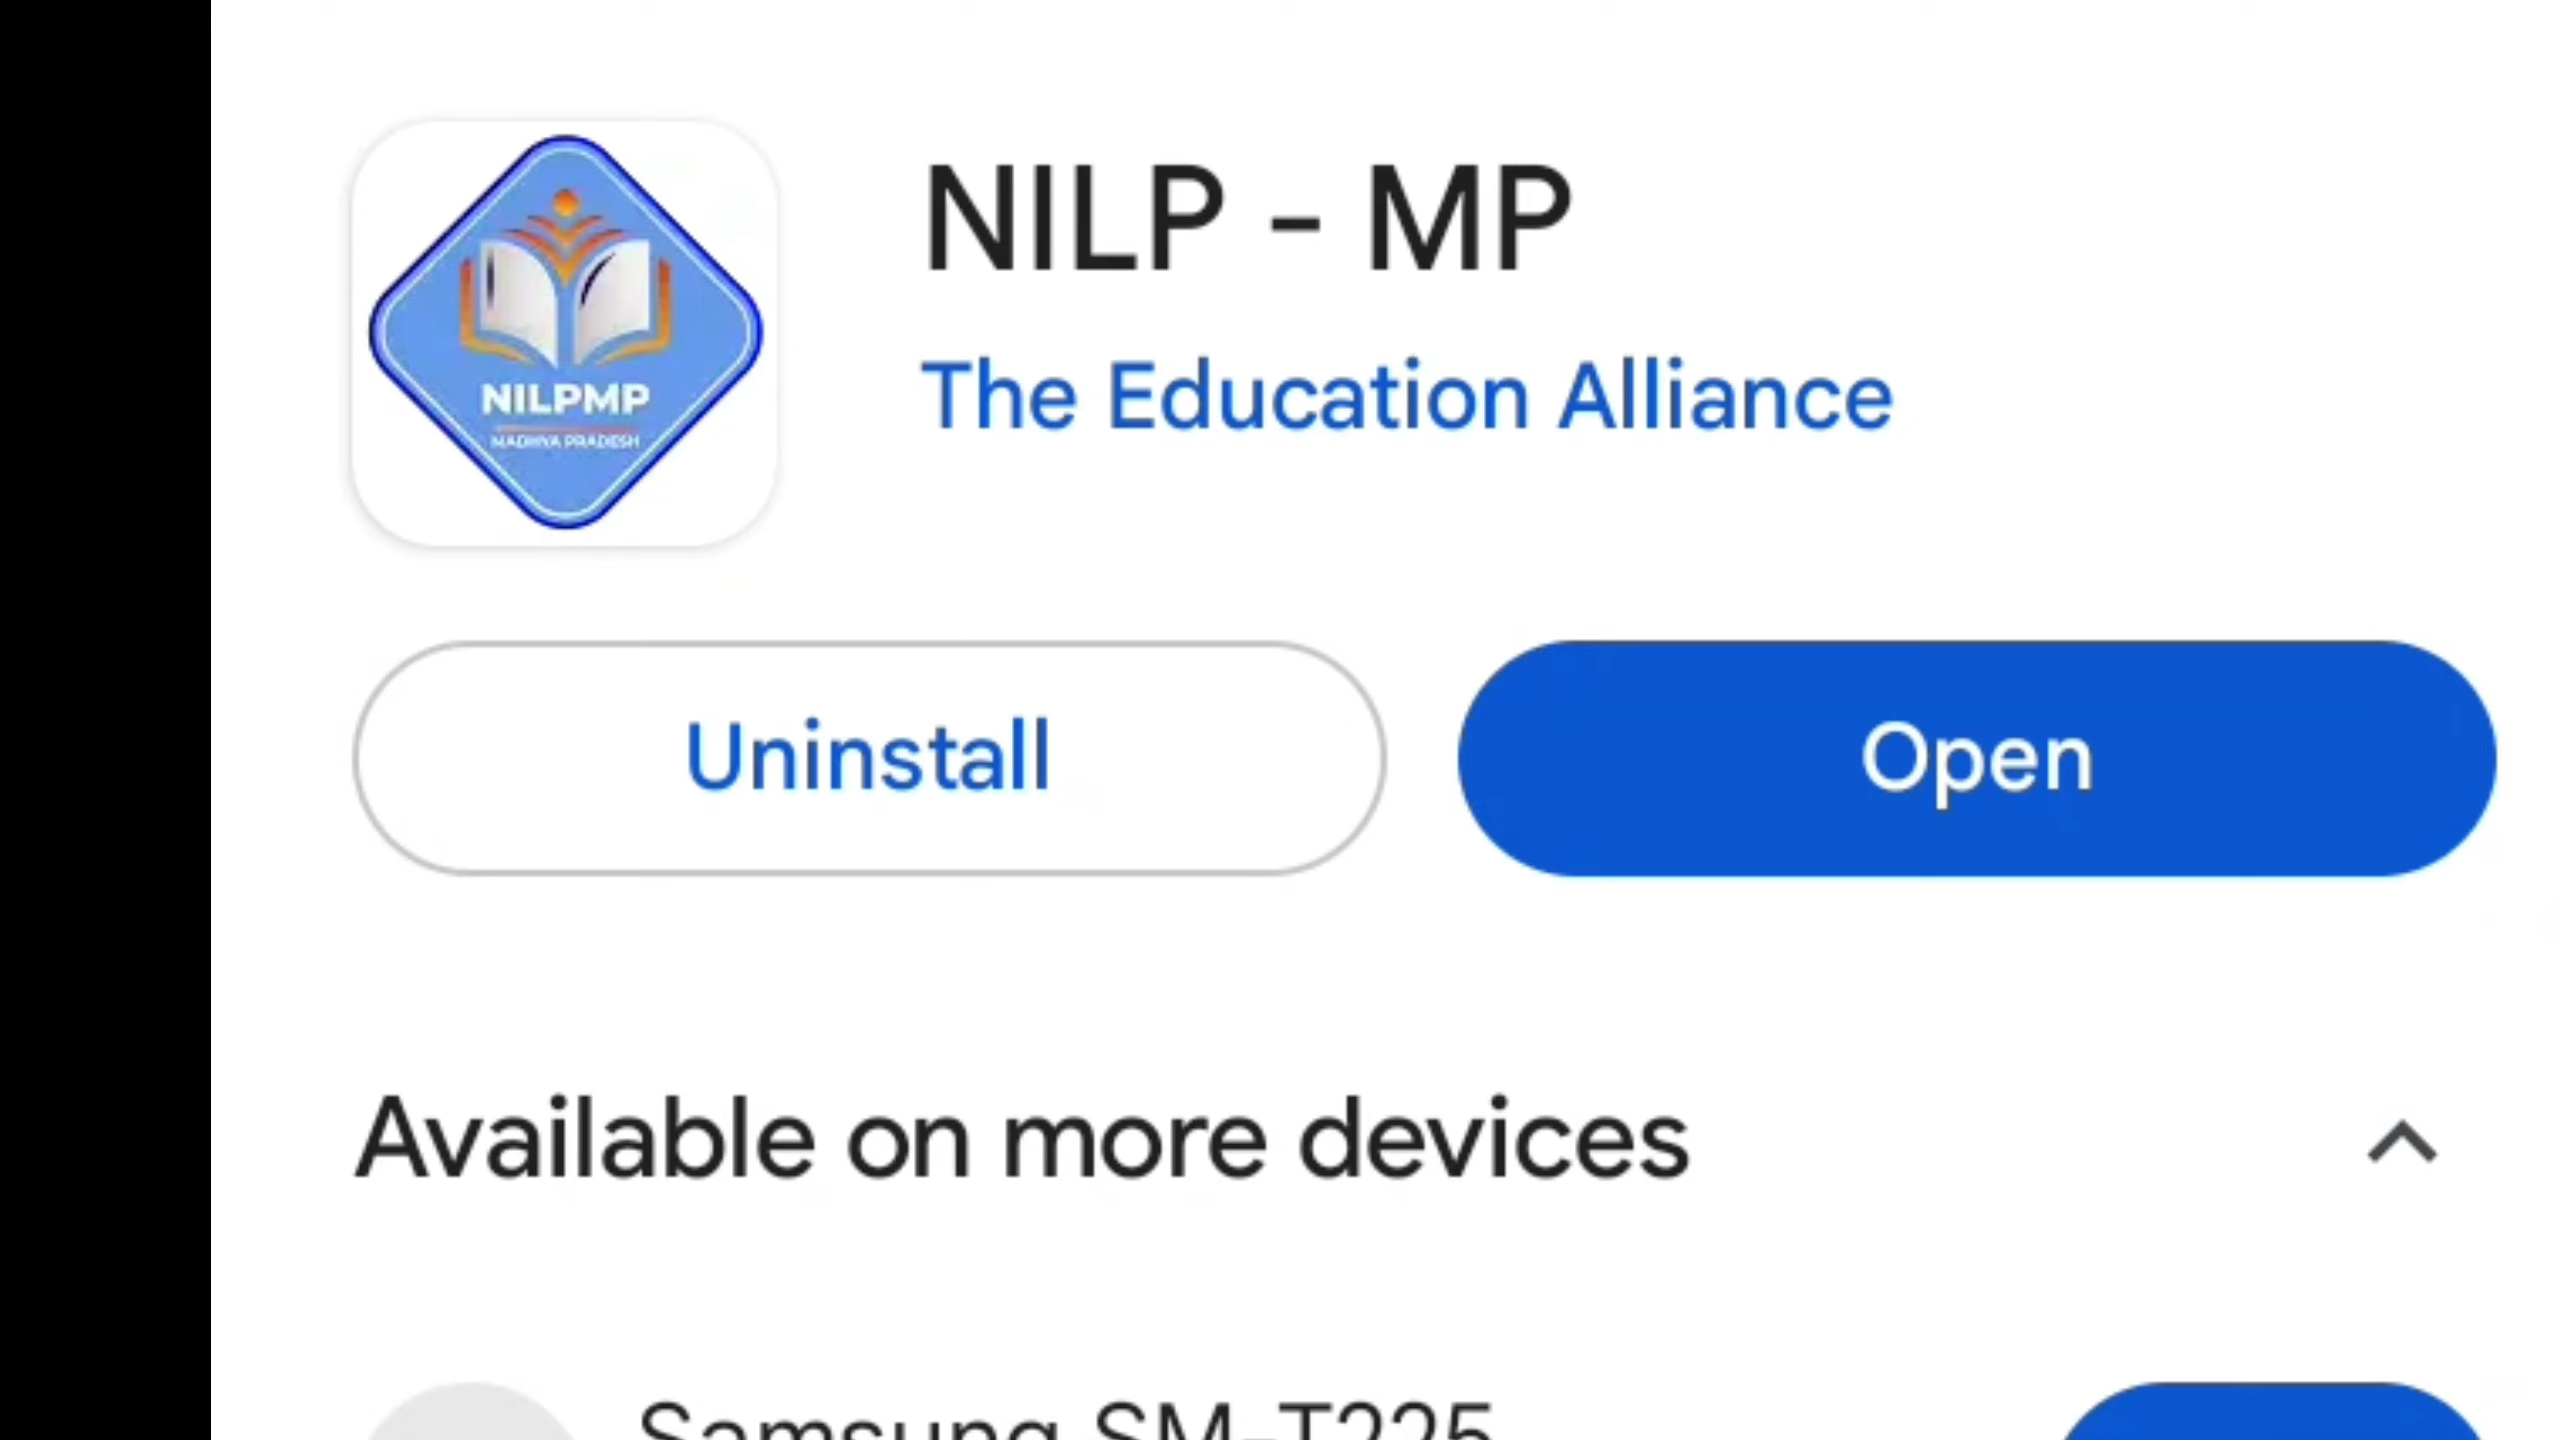 NILPMP
MADHYA PRADESH
NILP - MP
The Education Alliance
Uninstall
Open
Available on more devices
Samsung SM-T225